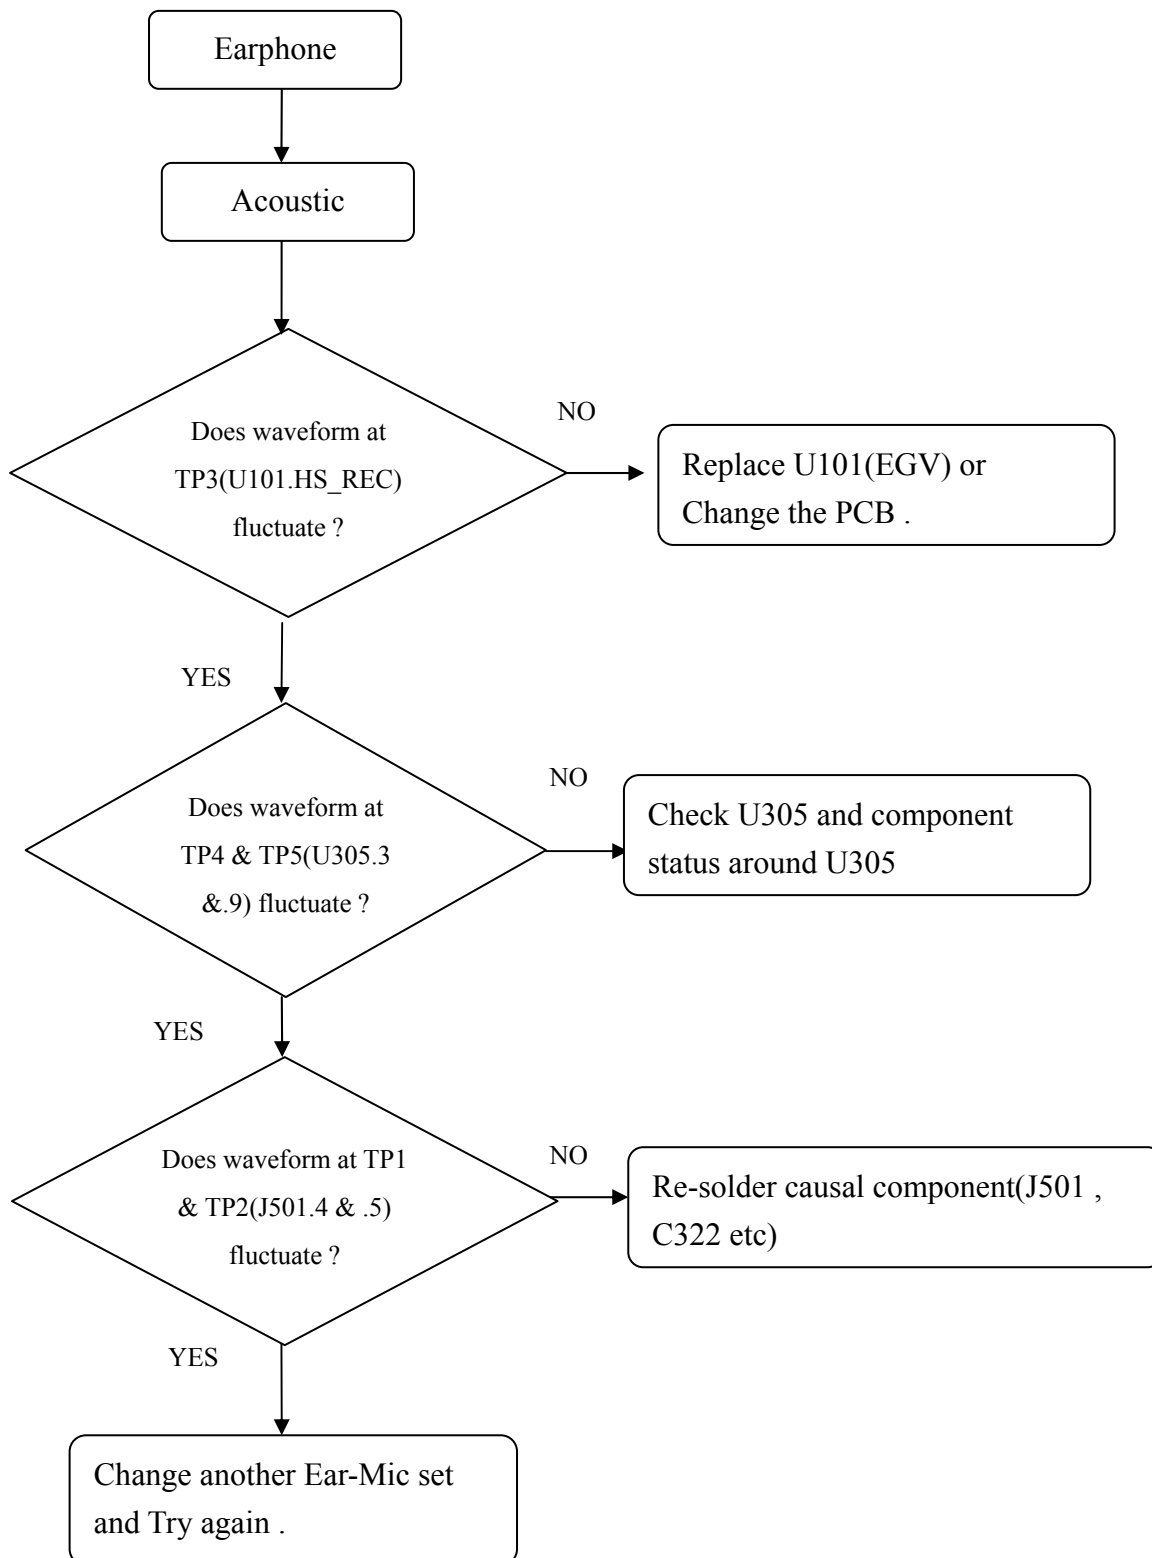 Earphone
Acoustic
Does waveform at
TP3(U101.HS_REC)
fluctuate ?
NO
Replace U101(EGV) or
Change the PCB .
YES
Does waveform at
TP4 & TP5(U305.3
&.9) fluctuate ?
NO
Check U305 and component
status around U305
YES
Does waveform at TP1
& TP2(J501.4 & .5)
fluctuate ?
NO
Re-solder causal component(J501 ,
C322 etc)
YES
Change another Ear-Mic set
and Try again .